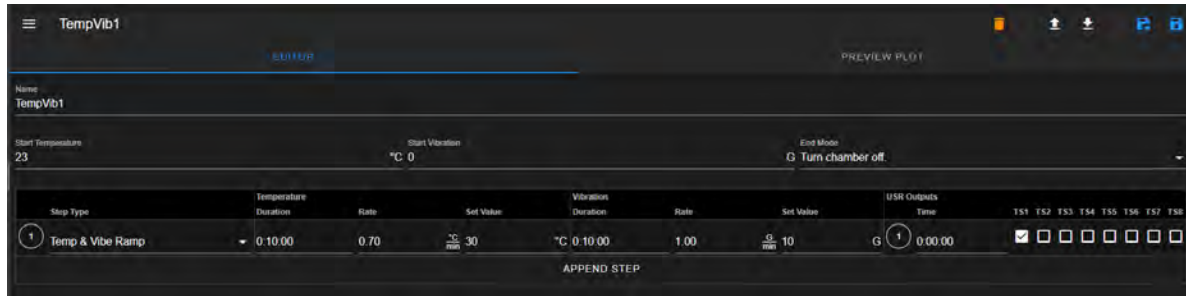 TempVib1
EDITOR PREVIEW PLOT
Name
TempVib1
Start Temperature Start Vibration End Mode
23 °C 0 G Turn chamber off.
Temperature Vibration USR Outputs
Step Type Duration Rate Set Value Duration Rate Set Value Time TS1 TS2 TS3 TS4 TS5 TS6 TS7 TS8
1 Temp & Vibe Ramp 0:10:00 0.70 °C/min 30 °C 0:10:00 1.00 G/min 10 G 1 0:00:00
APPEND STEP